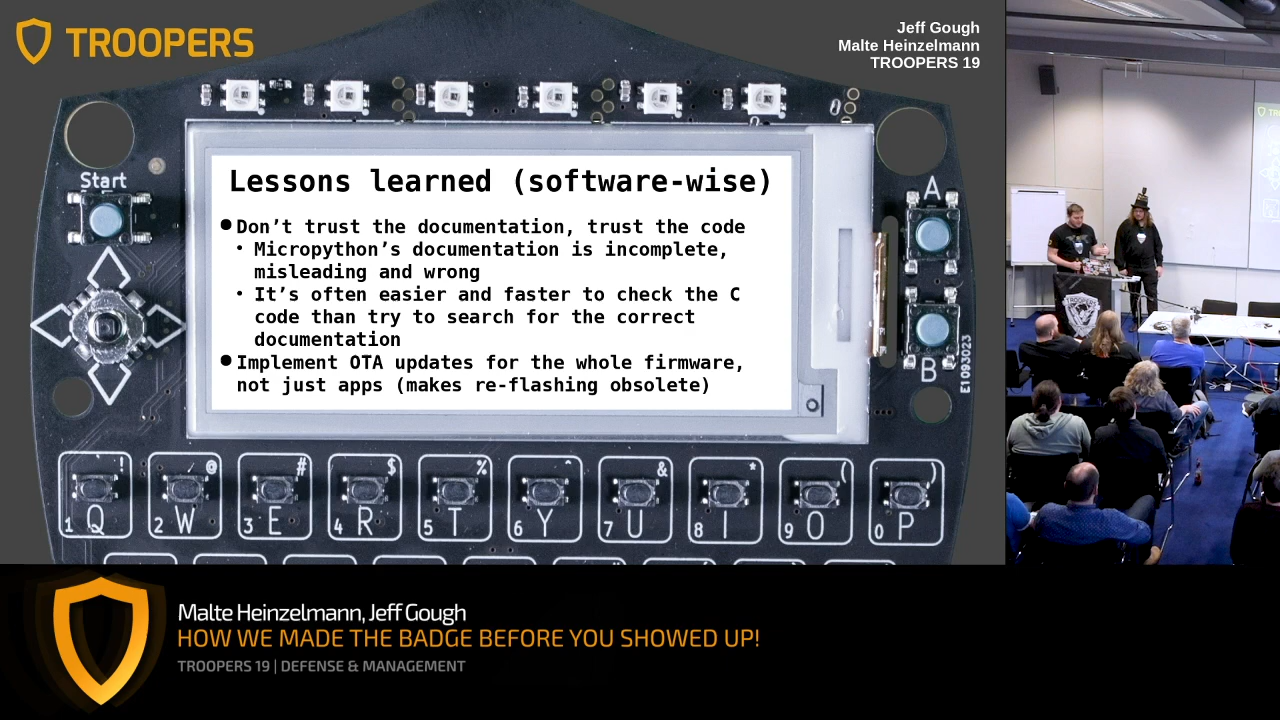 TROOPERS
Jeff Gough
Malte Heinzelmann
TROOPERS 19
Start
A
B
E1093023
Lessons learned (software-wise)
Don’t trust the documentation, trust the code
Micropython’s documentation is incomplete,
misleading and wrong
It’s often easier and faster to check the C
code than try to search for the correct
documentation
Implement OTA updates for the whole firmware,
not just apps (makes re-flashing obsolete)
! @ # $ % ^ & * ( )
1 Q 2 W 3 E 4 R 5 T 6 Y 7 U 8 I 9 O 0 P
TROOPERS
Malte Heinzelmann, Jeff Gough
HOW WE MADE THE BADGE BEFORE YOU SHOWED UP!
TROOPERS 19 | DEFENSE & MANAGEMENT